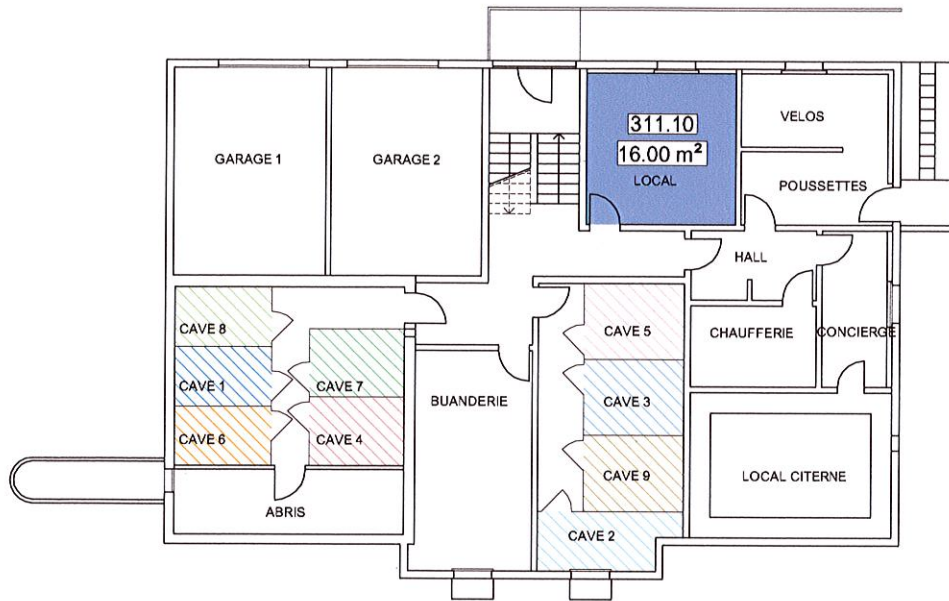 GARAGE 1
GARAGE 2
311.10
16.00 m²
LOCAL
VELOS
POUSSETTES
HALL
CHAUFFERIE
CONCIERGE
CAVE 8
CAVE 1
CAVE 6
CAVE 7
CAVE 4
ABRIS
BUANDERIE
CAVE 5
CAVE 3
CAVE 9
CAVE 2
LOCAL CITERNE